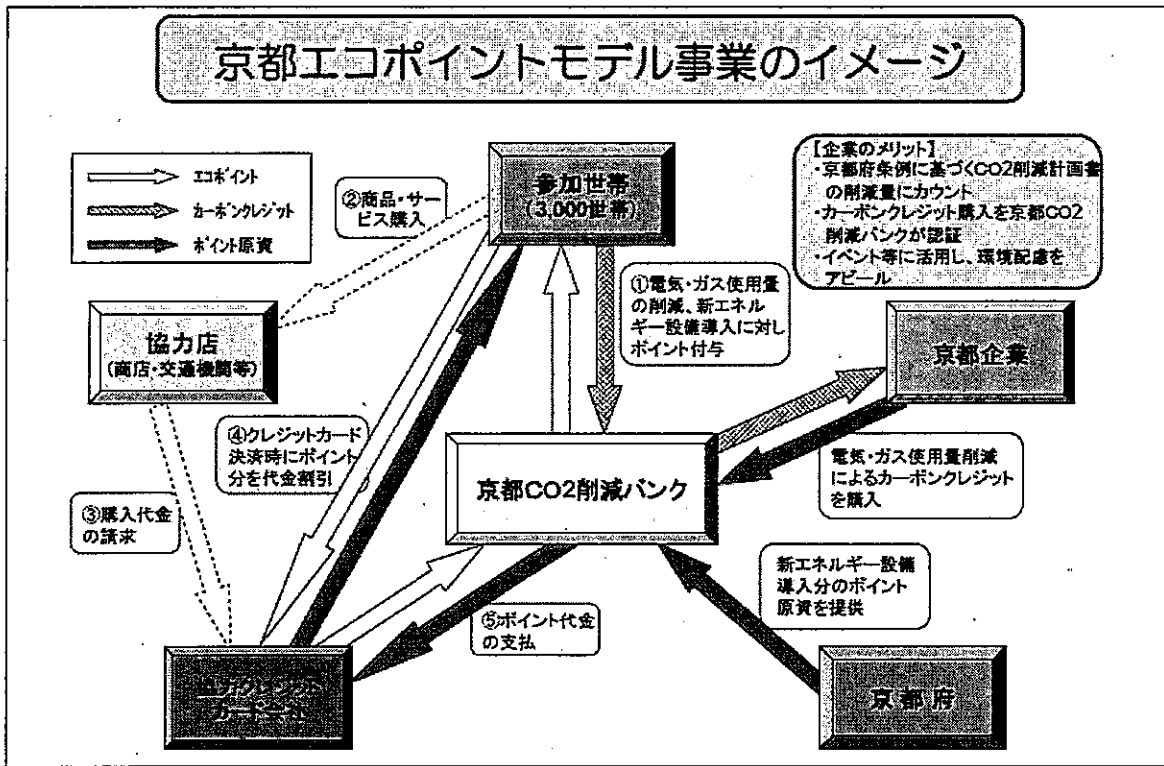 京都エコポイントモデル事業のイメージ
エコポイント
カーボンクレジット
ポイント原資
②商品・サー
ビス購入
参加世帯
(3,000世帯)
【企業のメリット】
・京都府条例に基づくCO2削減計画書
の削減量にカウント
・カーボンクレジット購入を京都CO2
削減バンクが認証
・イベント等に活用し、環境配慮を
アピール
①電気・ガス使用量
の削減、新エネル
ギー設備導入に対し
ポイント付与
協力店
(商店・交通機関等)
京都企業
④クレジットカード
決済時にポイント
分を代金割引
京都CO2削減バンク
電気・ガス使用量削減
によるカーボンクレジット
を購入
③購入代金
の請求
新エネルギー設備
導入分のポイント
原資を提供
⑤ポイント代金
の支払
クレジット
カード会社
京都府